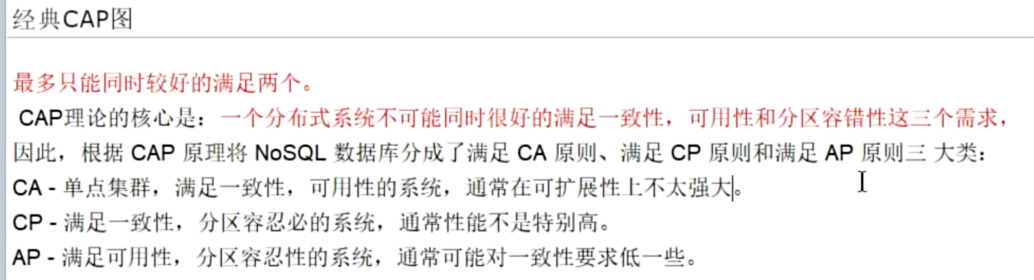 经典CAP图
最多只能同时较好的满足两个。
CAP理论的核心是：一个分布式系统不可能同时很好的满足一致性，可用性和分区容错性这三个需求，
因此，根据 CAP 原理将 NoSQL 数据库分成了满足 CA 原则、满足 CP 原则和满足 AP 原则三 大类：
CA - 单点集群，满足一致性，可用性的系统，通常在可扩展性上不太强大。
CP - 满足一致性，分区容忍必的系统，通常性能不是特别高。
AP - 满足可用性，分区容忍性的系统，通常可能对一致性要求低一些。